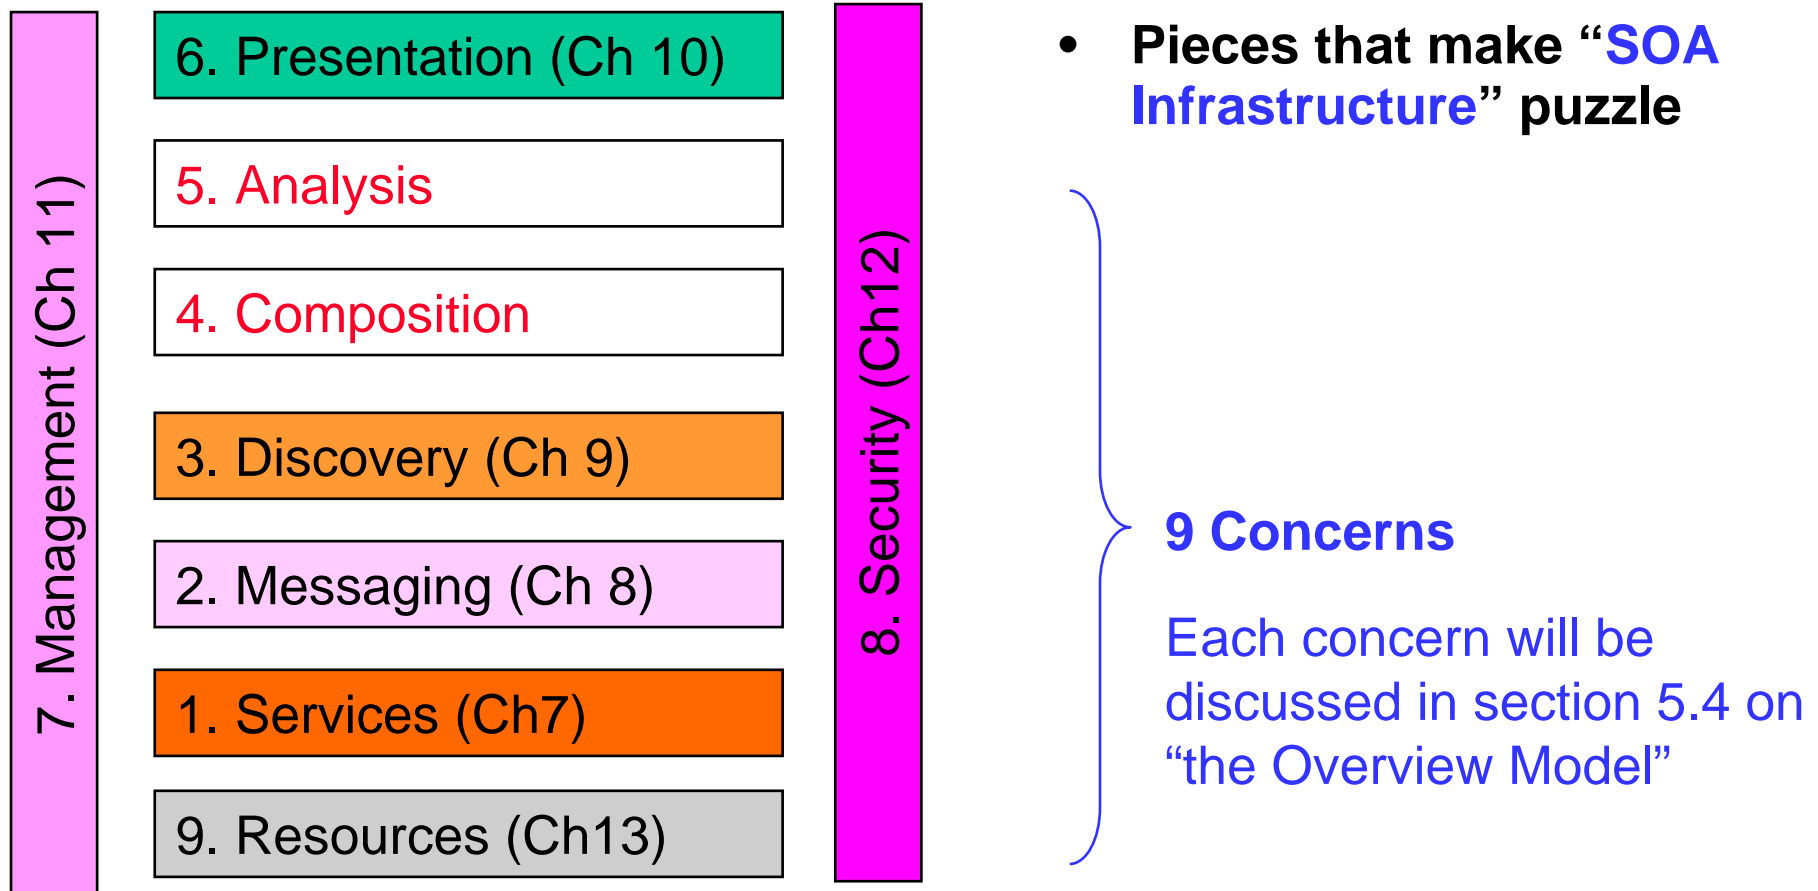 7. Management (Ch 11)
6. Presentation (Ch 10)
5. Analysis
4. Composition
3. Discovery (Ch 9)
2. Messaging (Ch 8)
1. Services (Ch7)
9. Resources (Ch13)
8. Security (Ch12)
• Pieces that make “SOA
Infrastructure” puzzle
9 Concerns
Each concern will be
discussed in section 5.4 on
“the Overview Model”